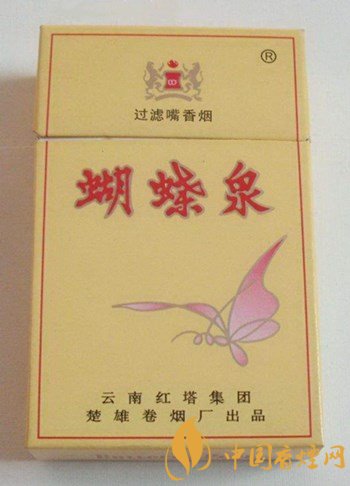 ®
过滤嘴香烟
蝴蝶泉
云南红塔集团
楚雄卷烟厂出品
中国香烟网